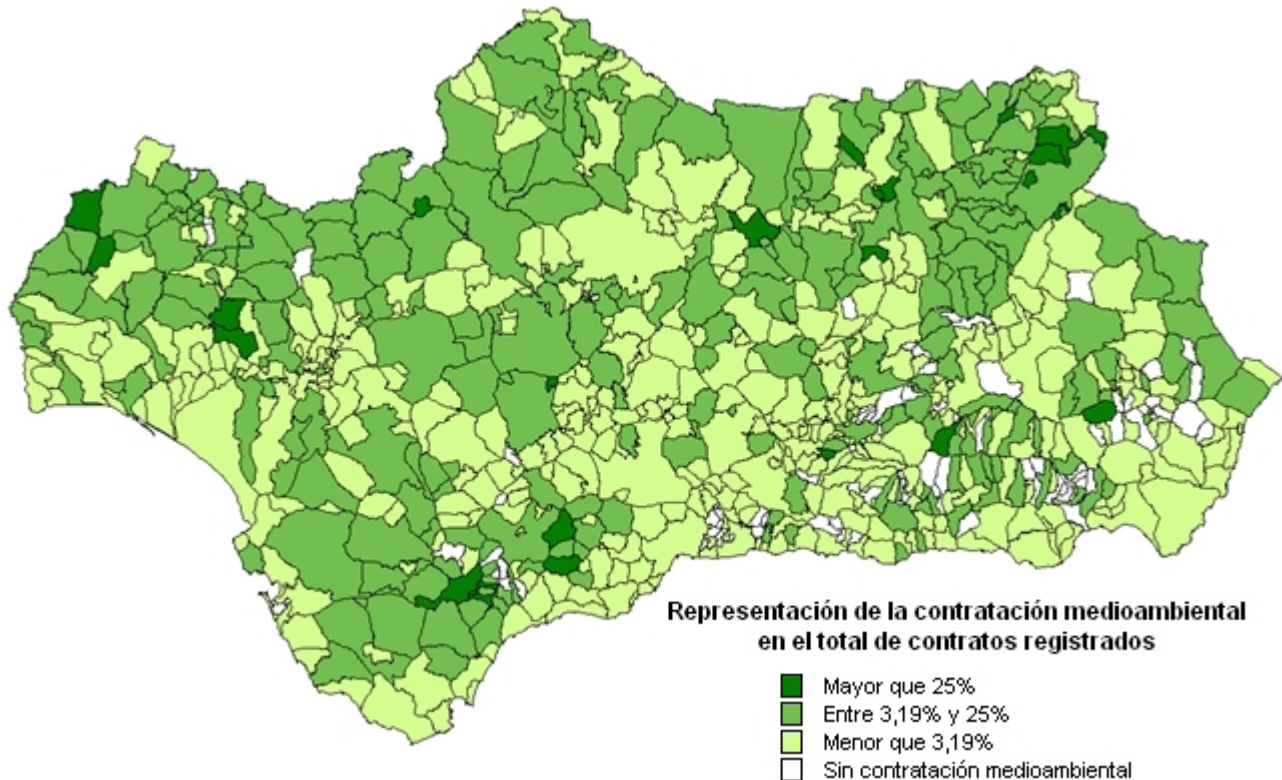 Representación de la contratación medioambiental
en el total de contratos registrados
Mayor que 25%
Entre 3,19% y 25%
Menor que 3,19%
Sin contratación medioambiental